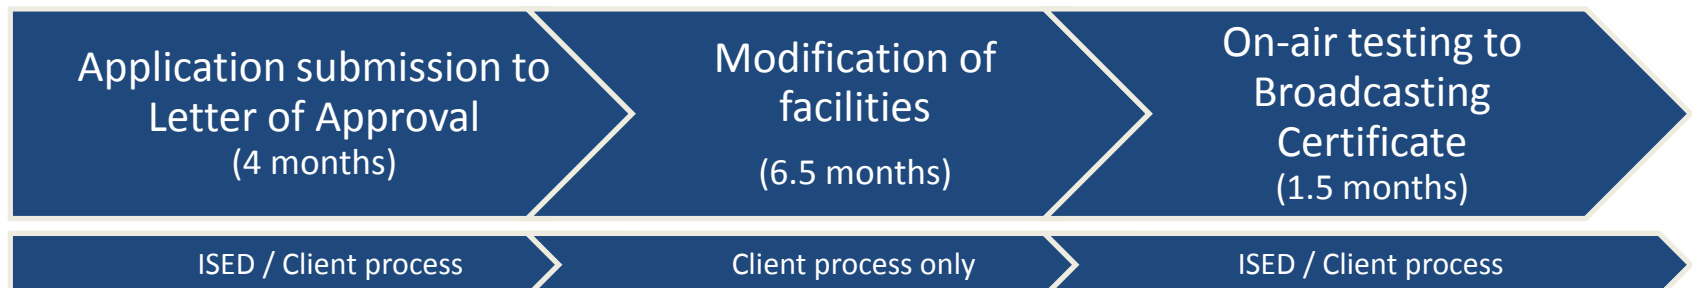 Application submission to
Letter of Approval
(4 months)
Modification of
facilities
(6.5 months)
On-air testing to
Broadcasting
Certificate
(1.5 months)
ISED / Client process
Client process only
ISED / Client process